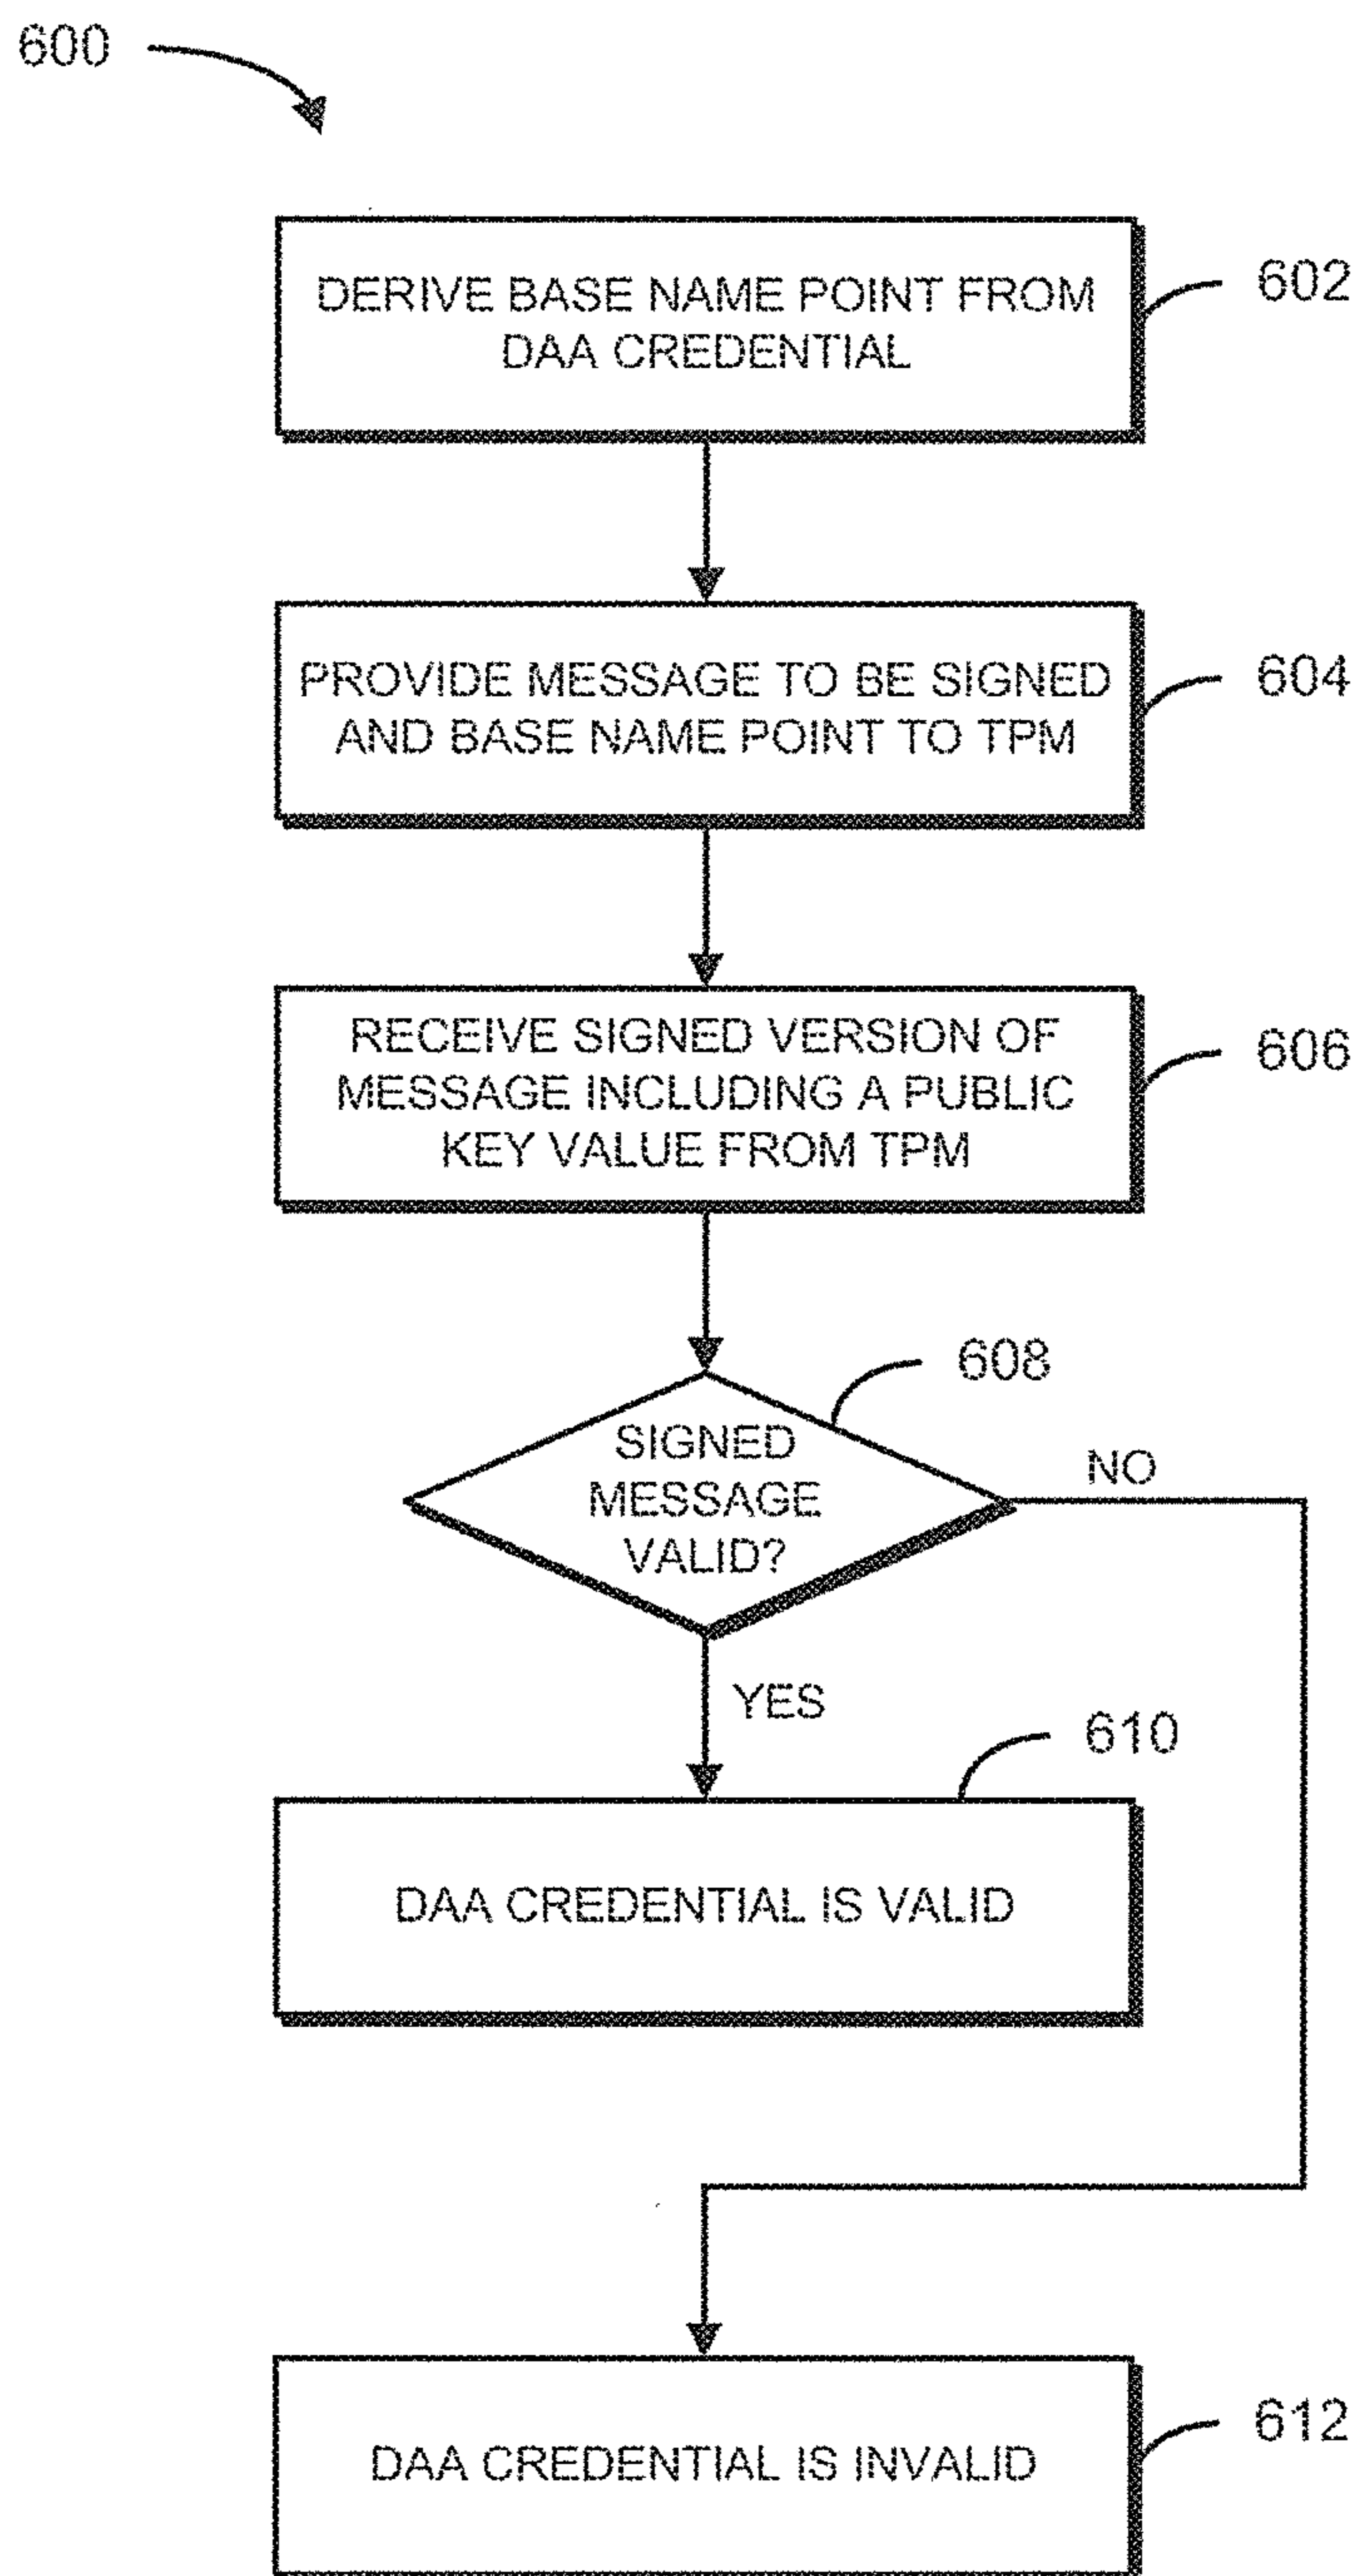 600
DERIVE BASE NAME POINT FROM
DAA CREDENTIAL
602
PROVIDE MESSAGE TO BE SIGNED
AND BASE NAME POINT TO TPM
604
RECEIVE SIGNED VERSION OF
MESSAGE INCLUDING A PUBLIC
KEY VALUE FROM TPM
606
608
SIGNED
MESSAGE
VALID?
NO
YES
610
DAA CREDENTIAL IS VALID
612
DAA CREDENTIAL IS INVALID